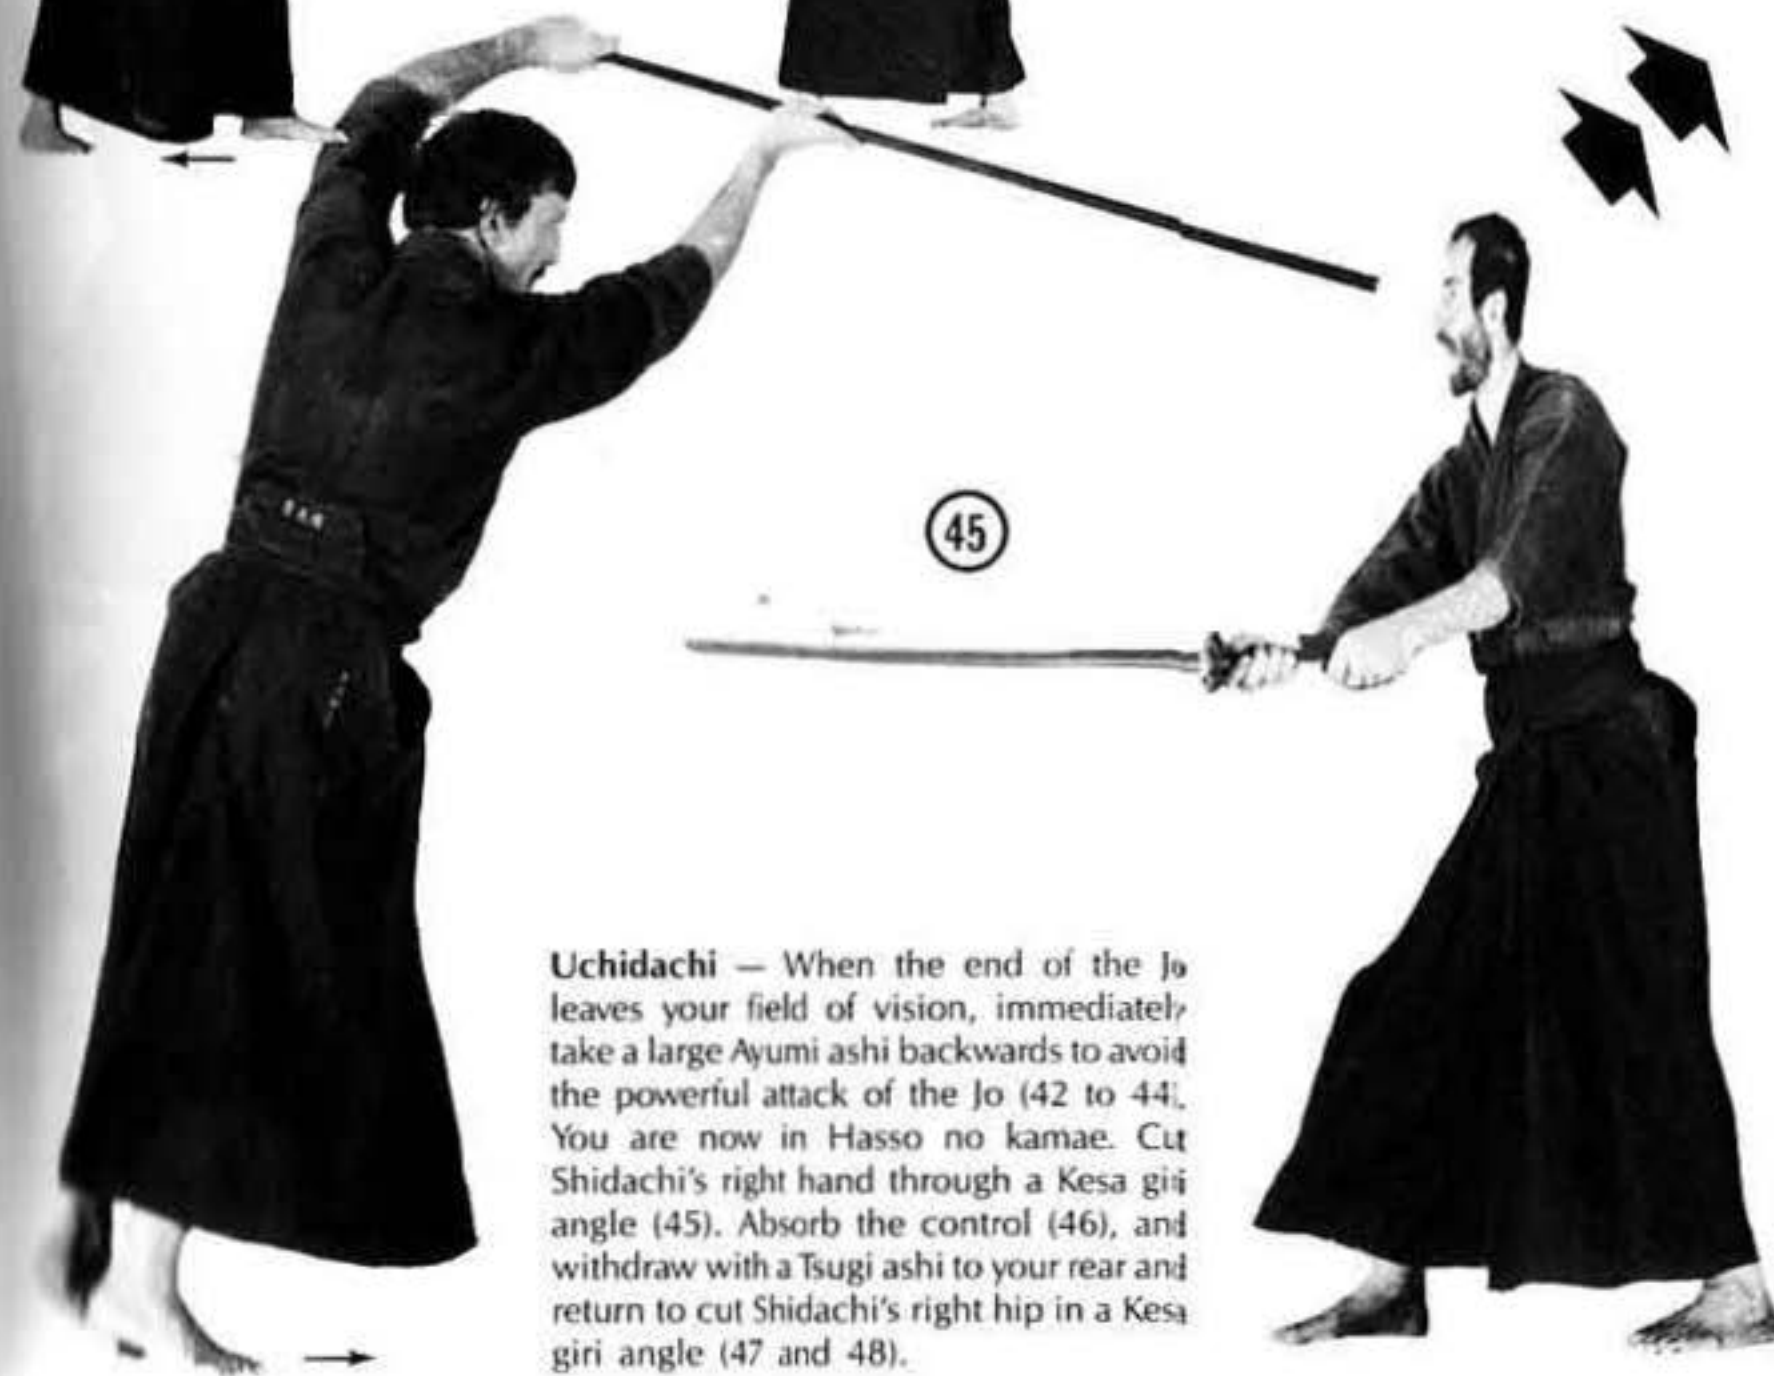 45
Uchidachi — When the end of the Jo
leaves your field of vision, immediately
take a large Ayumi ashi backwards to avoid
the powerful attack of the Jo (42 to 44).
You are now in Hasso no kamae. Cut
Shidachi's right hand through a Kesa giri
angle (45). Absorb the control (46), and
withdraw with a Tsugi ashi to your rear and
return to cut Shidachi's right hip in a Kesa
giri angle (47 and 48).